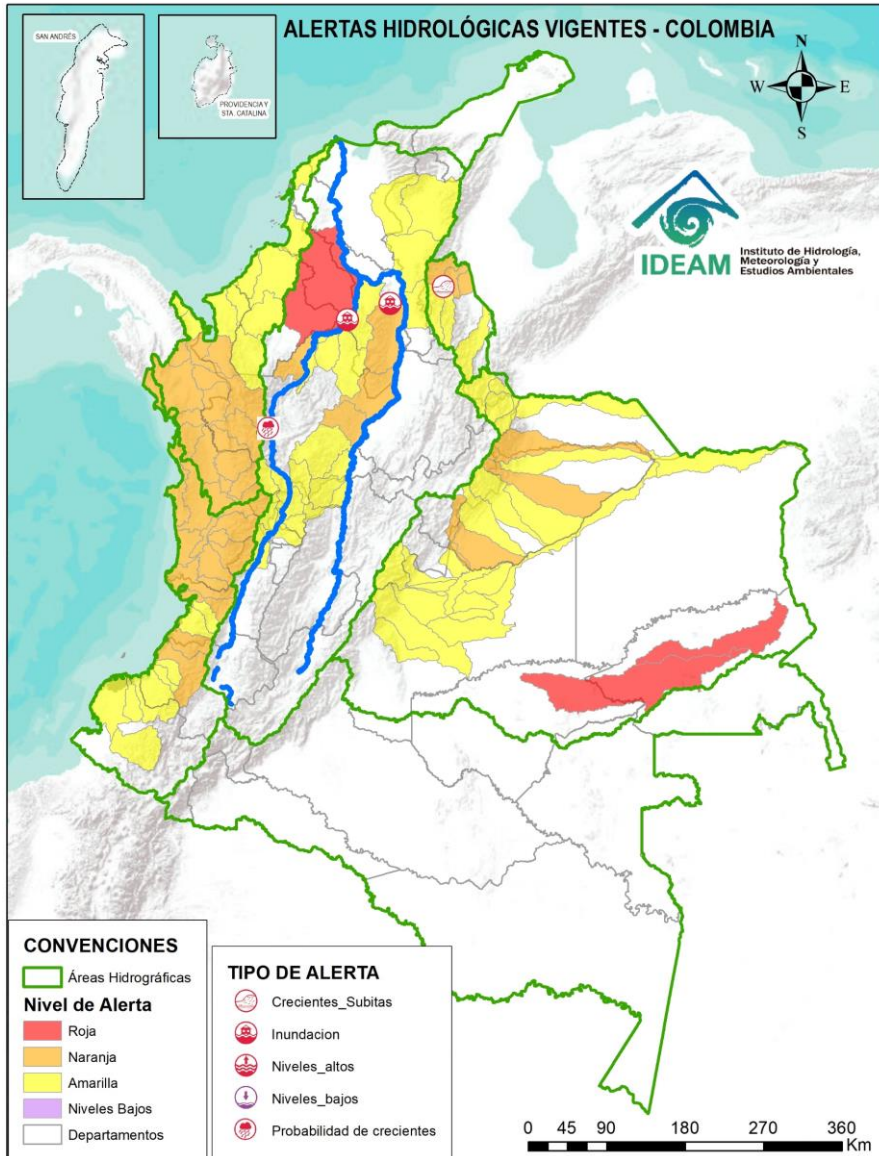 ALERTAS HIDROLÓGICAS VIGENTES - COLOMBIA
SAN ANDRÉS
PROVIDENCIA Y
STA. CATALINA
N
W
E
S
IDEAM
Instituto de Hidrología,
Meteorología y
Estudios Ambientales
CONVENCIONES
Áreas Hidrográficas
Nivel de Alerta
Roja
Naranja
Amarilla
Niveles Bajos
Departamentos
TIPO DE ALERTA
Crecientes_Subitas
Inundacion
Niveles_altos
Niveles_bajos
Probabilidad de crecientes
0 45 90 180 270 360
Km